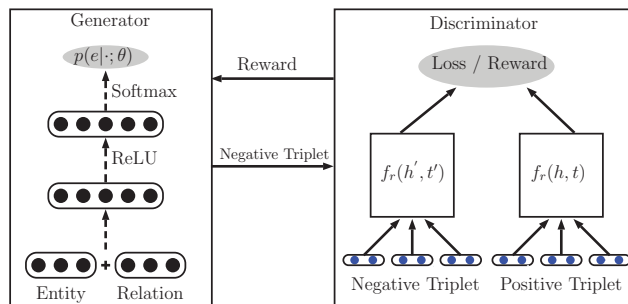 Generator
p(e|·; θ)
Softmax
ReLU
+
Entity Relation
Reward
Negative Triplet
Discriminator
Loss / Reward
f_r(h′, t′)
f_r(h, t)
Negative Triplet
Positive Triplet